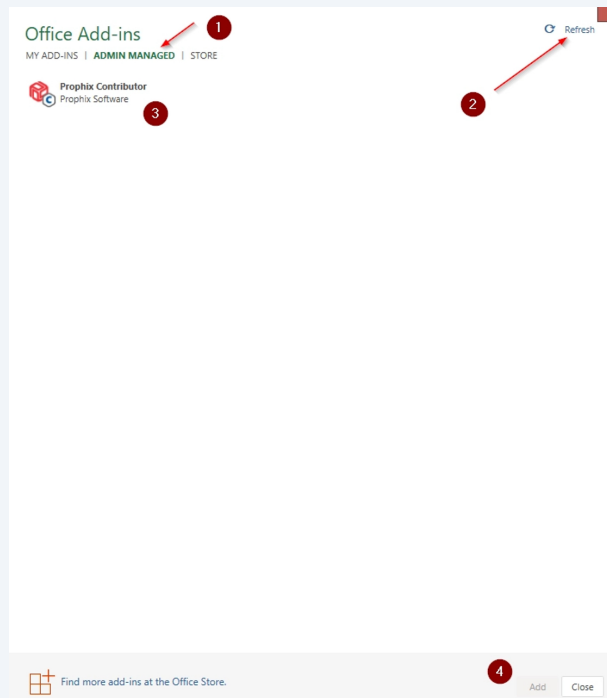 Office Add-ins
1
Refresh
MY ADD-INS | ADMIN MANAGED | STORE
Prophix Contributor
Prophix Software
C
2
3
4
Find more add-ins at the Office Store.
Add
Close